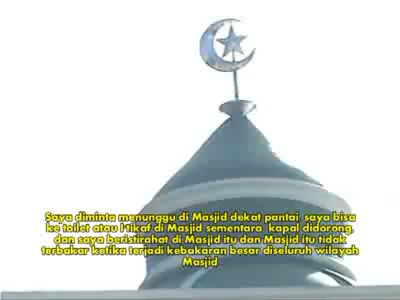 Saya diminta menunggu di Masjid dekat pantai saya bisa
ke toilet atau I'tikaf di Masjid sementara kapal didorong,
dan saya beristirahat di Masjid itu dan Masjid itu tidak
terbakar ketika terjadi kebakaran besar diseluruh wilayah
Masjid